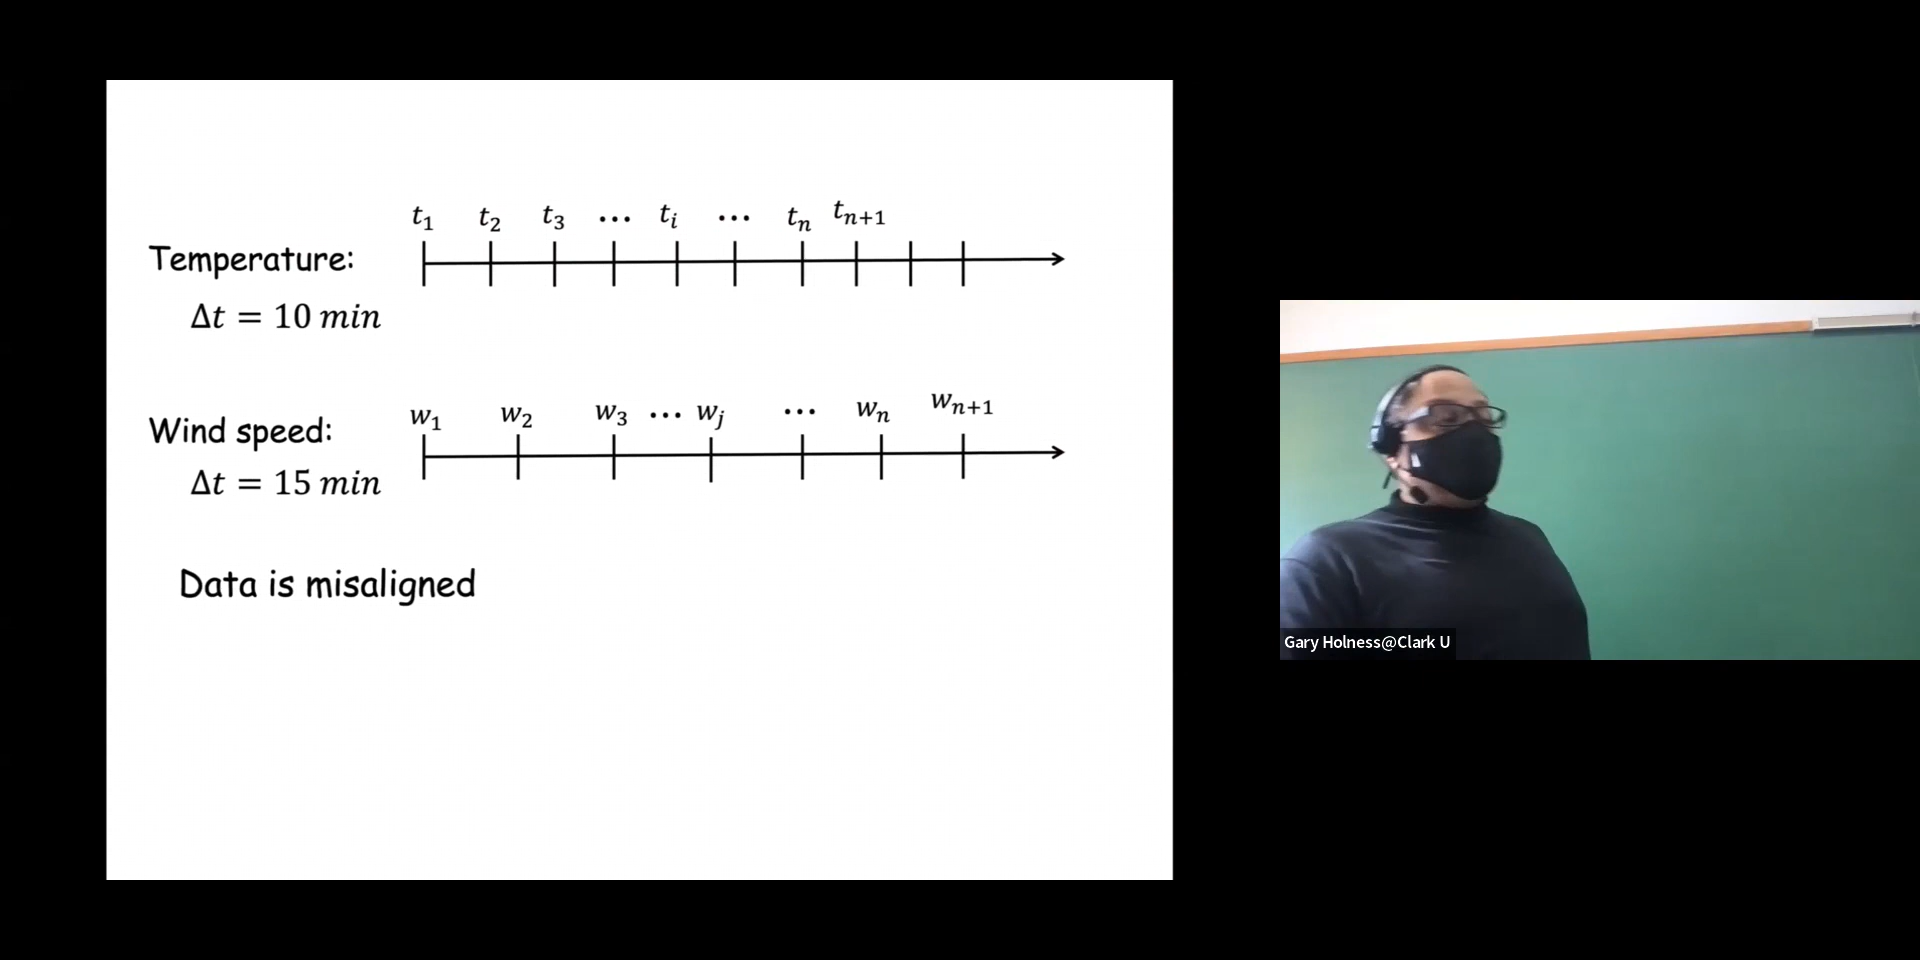 t₁ t₂ t₃ ... tᵢ ... tₙ tₙ₊₁
Temperature:
Δt = 10 min
w₁ w₂ w₃ ... wⱼ ... wₙ wₙ₊₁
Wind speed:
Δt = 15 min
Data is misaligned
Gary Holness@Clark U